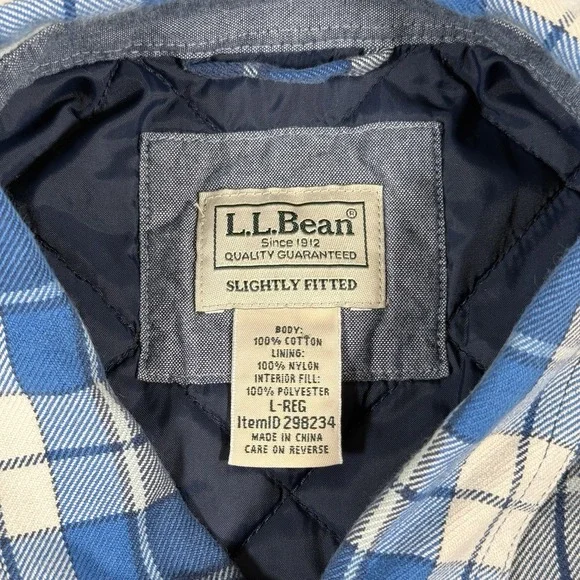 L.L.Bean®
Since 1912
QUALITY GUARANTEED
SLIGHTLY FITTED
BODY:
100% COTTON
LINING:
100% NYLON
INTERIOR FILL:
100% POLYESTER
L-REG
ItemID 298234
MADE IN CHINA
CARE ON REVERSE